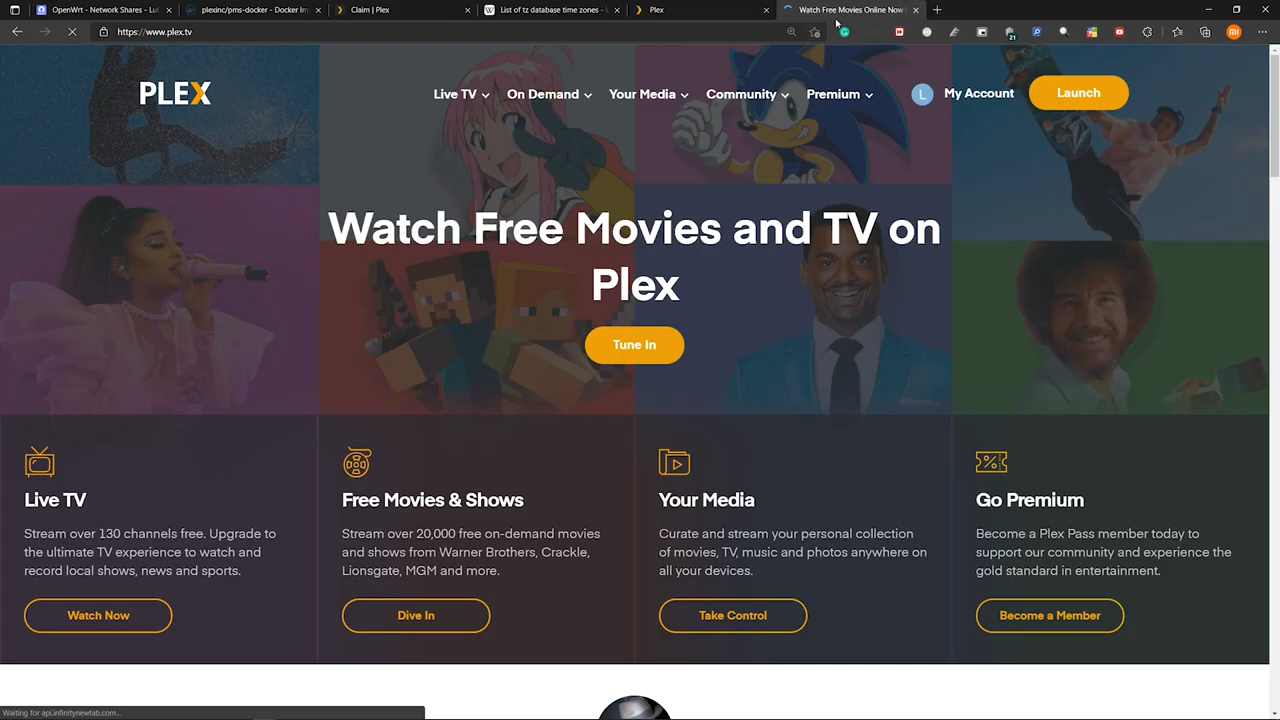 OpenWrt - Network Shares - Lu
plexinc/pms-docker - Docker Im
Claim | Plex
List of tz database time zones - V
Plex
Watch Free Movies Online Now
https://www.plex.tv
21
PLEX
Live TV
On Demand
Your Media
Community
Premium
L
My Account
Launch
Watch Free Movies and TV on
Plex
Tune In
Live TV
Stream over 130 channels free. Upgrade to
the ultimate TV experience to watch and
record local shows, news and sports.
Watch Now
Free Movies & Shows
Stream over 20,000 free on-demand movies
and shows from Warner Brothers, Crackle,
Lionsgate, MGM and more.
Dive In
Your Media
Curate and stream your personal collection
of movies, TV, music and photos anywhere on
all your devices.
Take Control
Go Premium
Become a Plex Pass member today to
support our community and experience the
gold standard in entertainment.
Become a Member
Waiting for api.infinitynewtab.com...